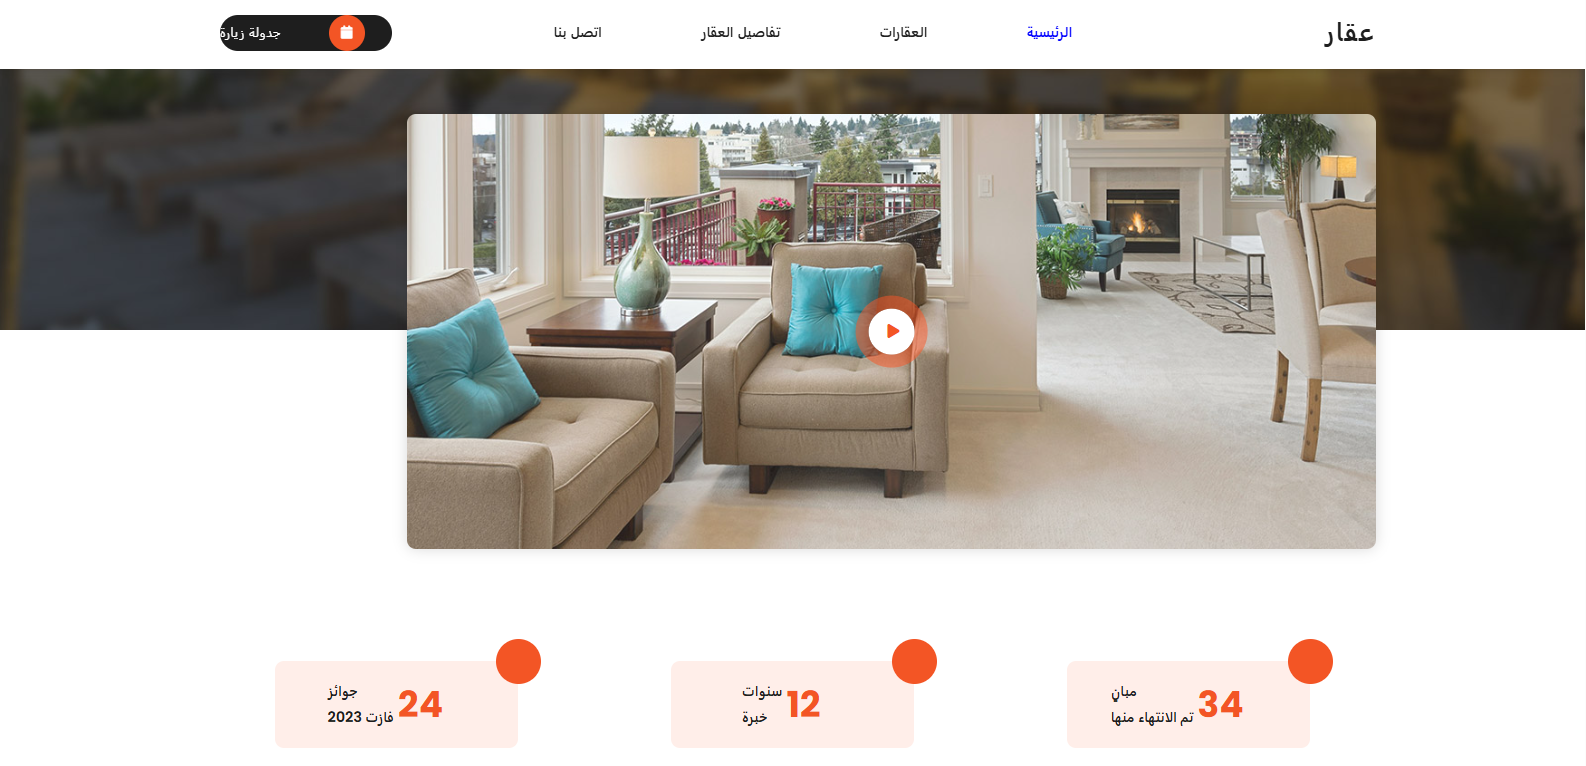 عقار
الرئيسية
العقارات
تفاصيل العقار
اتصل بنا
جدولة زيارة
34
مبانٍ
تم الانتهاء منها
12
سنوات
خبرة
24
جوائز
فازت 2023